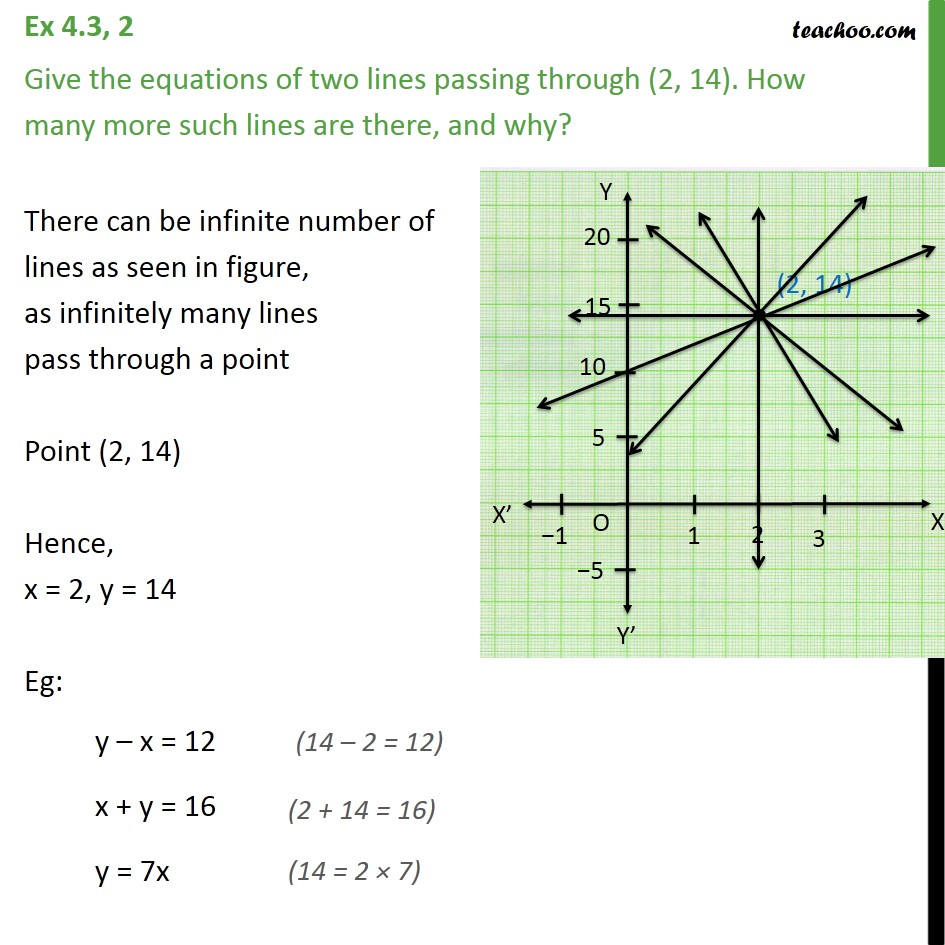 Ex 4.3, 2
teachoo.com
Give the equations of two lines passing through (2, 14). How
many more such lines are there, and why?
There can be infinite number of
lines as seen in figure,
as infinitely many lines
pass through a point
Point (2, 14)
Hence,
x = 2, y = 14
Eg:
y – x = 12 (14 – 2 = 12)
x + y = 16 (2 + 14 = 16)
y = 7x (14 = 2 × 7)
Y
20
(2, 14)
15
10
5
X’ O X
–1 1 2 3
–5
Y’